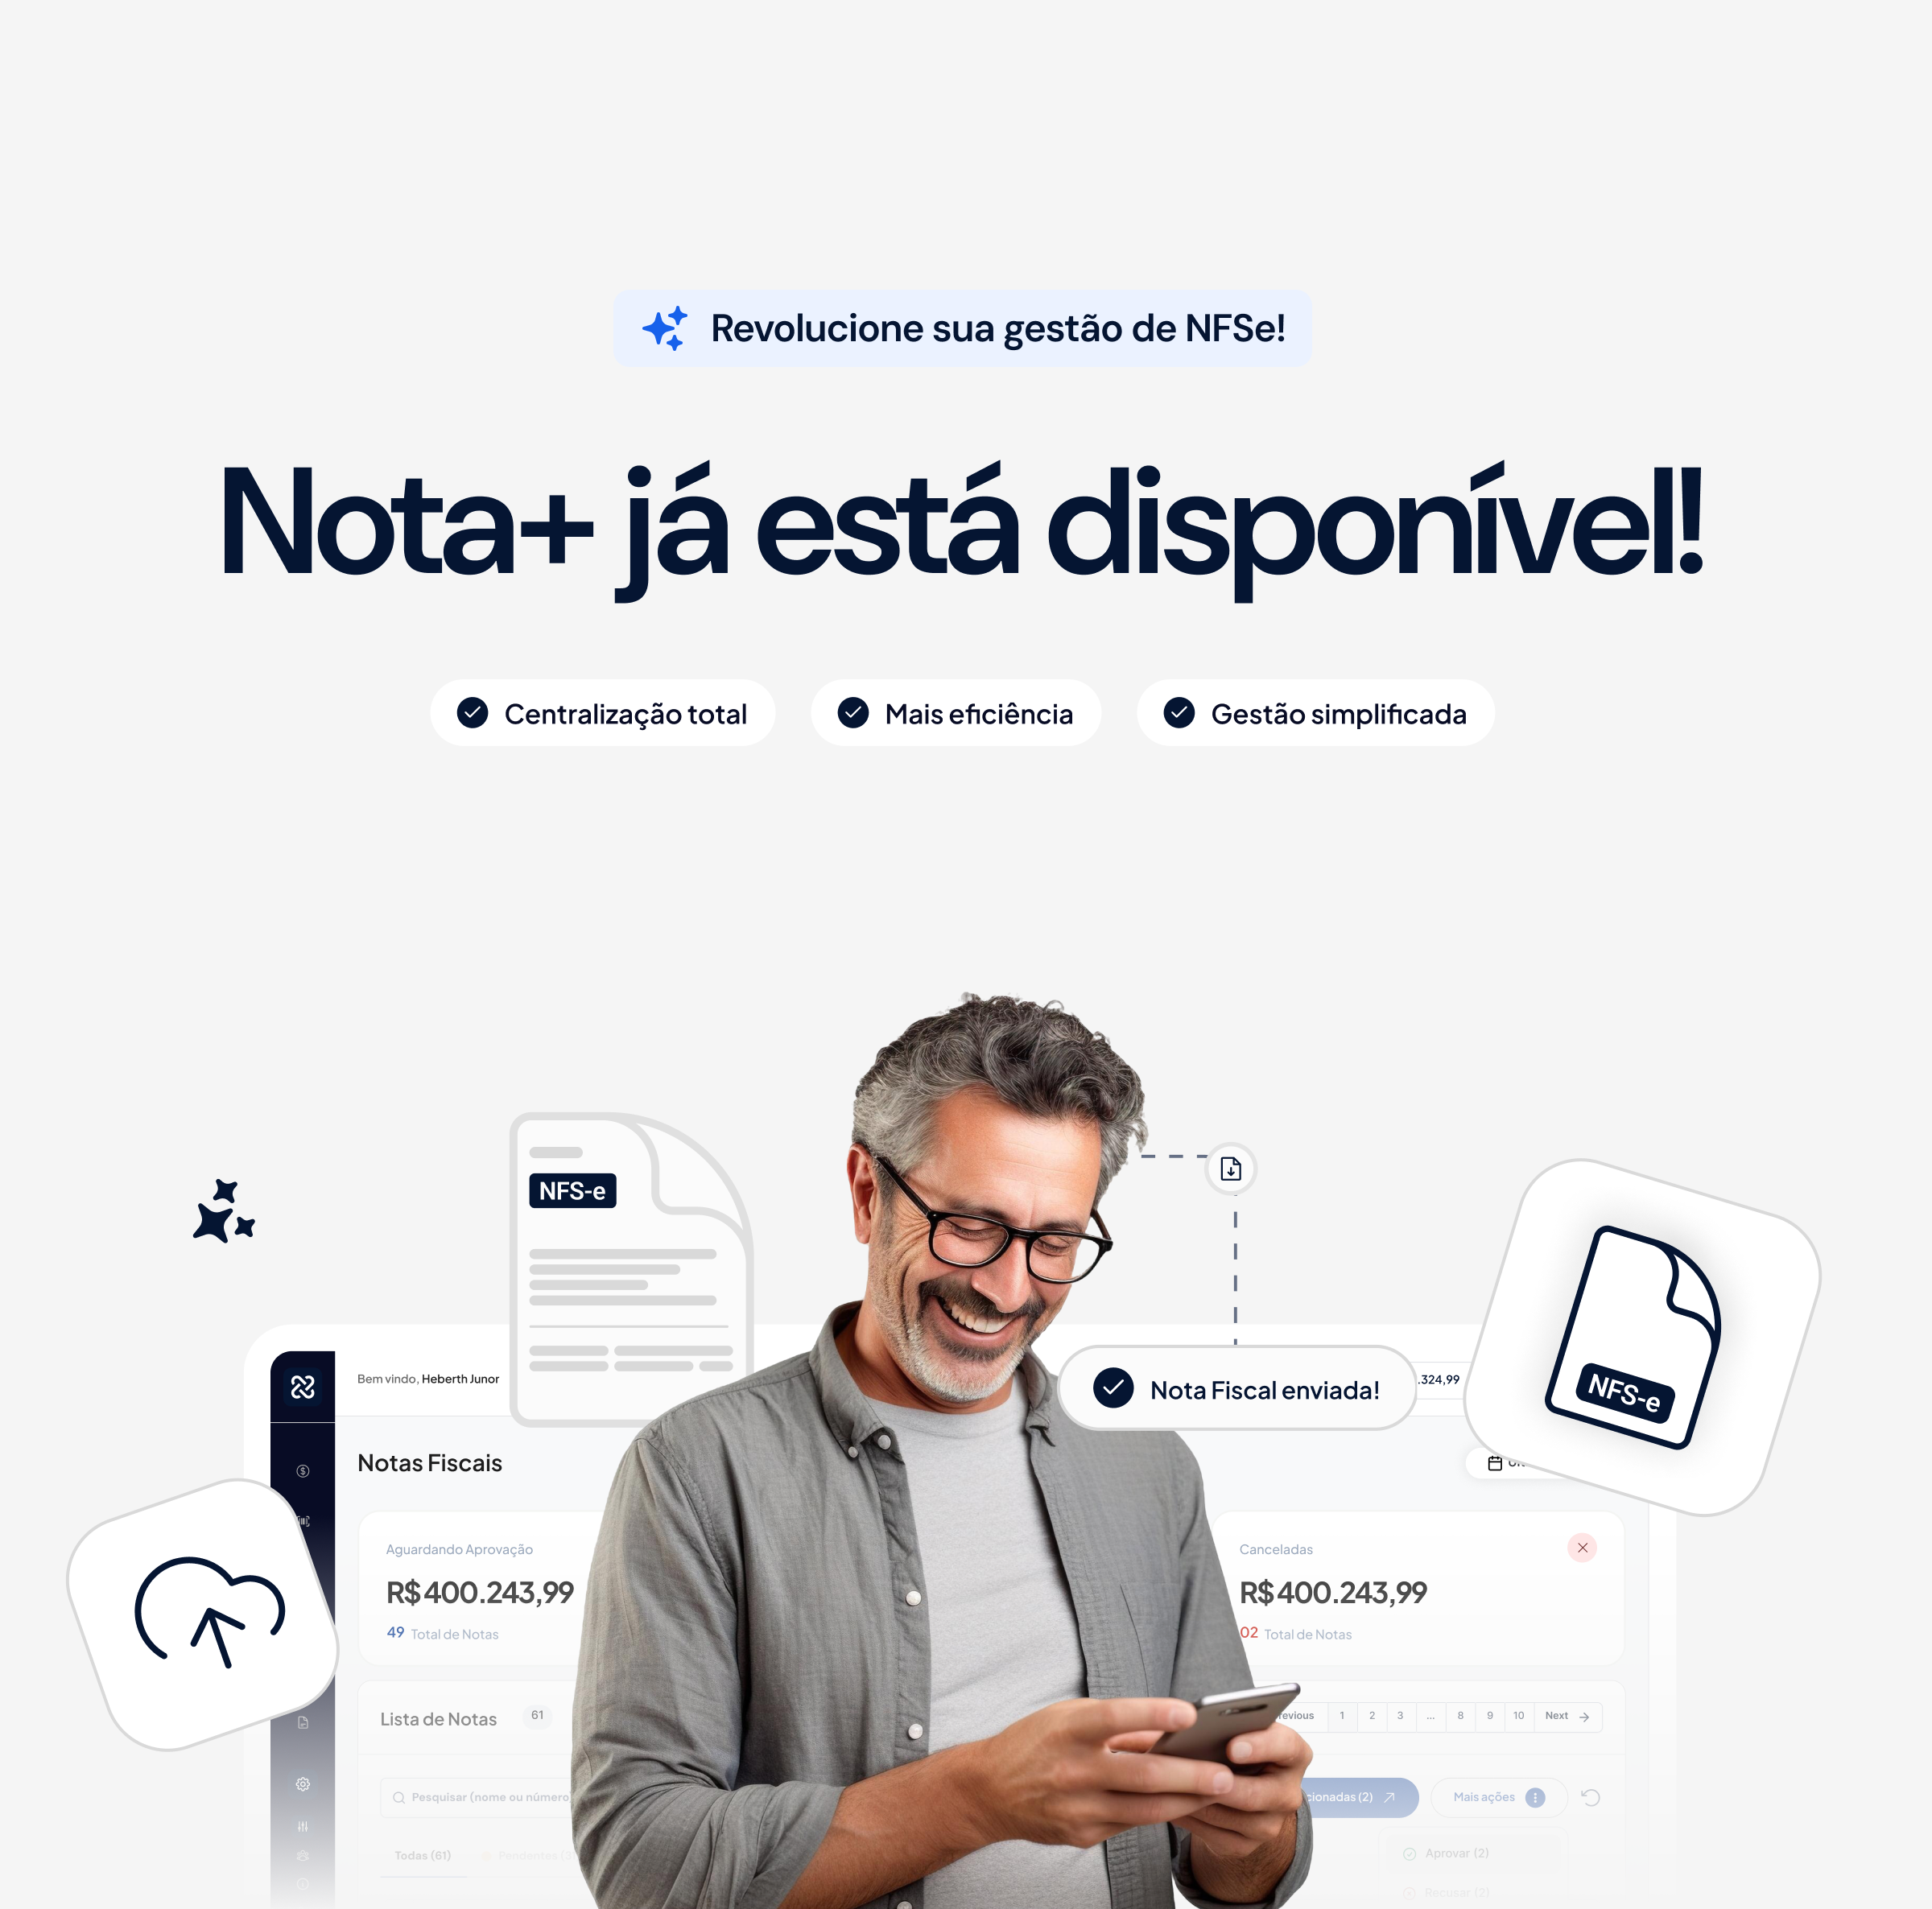 Revolucione sua gestão de NFSe!
Nota+ já está disponível!
Centralização total
Mais eficiência
Gestão simplificada
NFS-e
NFS-e
Bem vindo, Heberth Junor
Nota Fiscal enviada!
.324,99
Notas Fiscais
Aguardando Aprovação
R$400.243,99
49 Total de Notas
Canceladas
R$400.243,99
02 Total de Notas
Lista de Notas 61
revious 1 2 3 ... 8 9 10 Next
Pesquisar (nome ou número
cionadas (2)
Mais ações
Todas (61)
Pendentes
Aprovar (2)
Recusar (2)